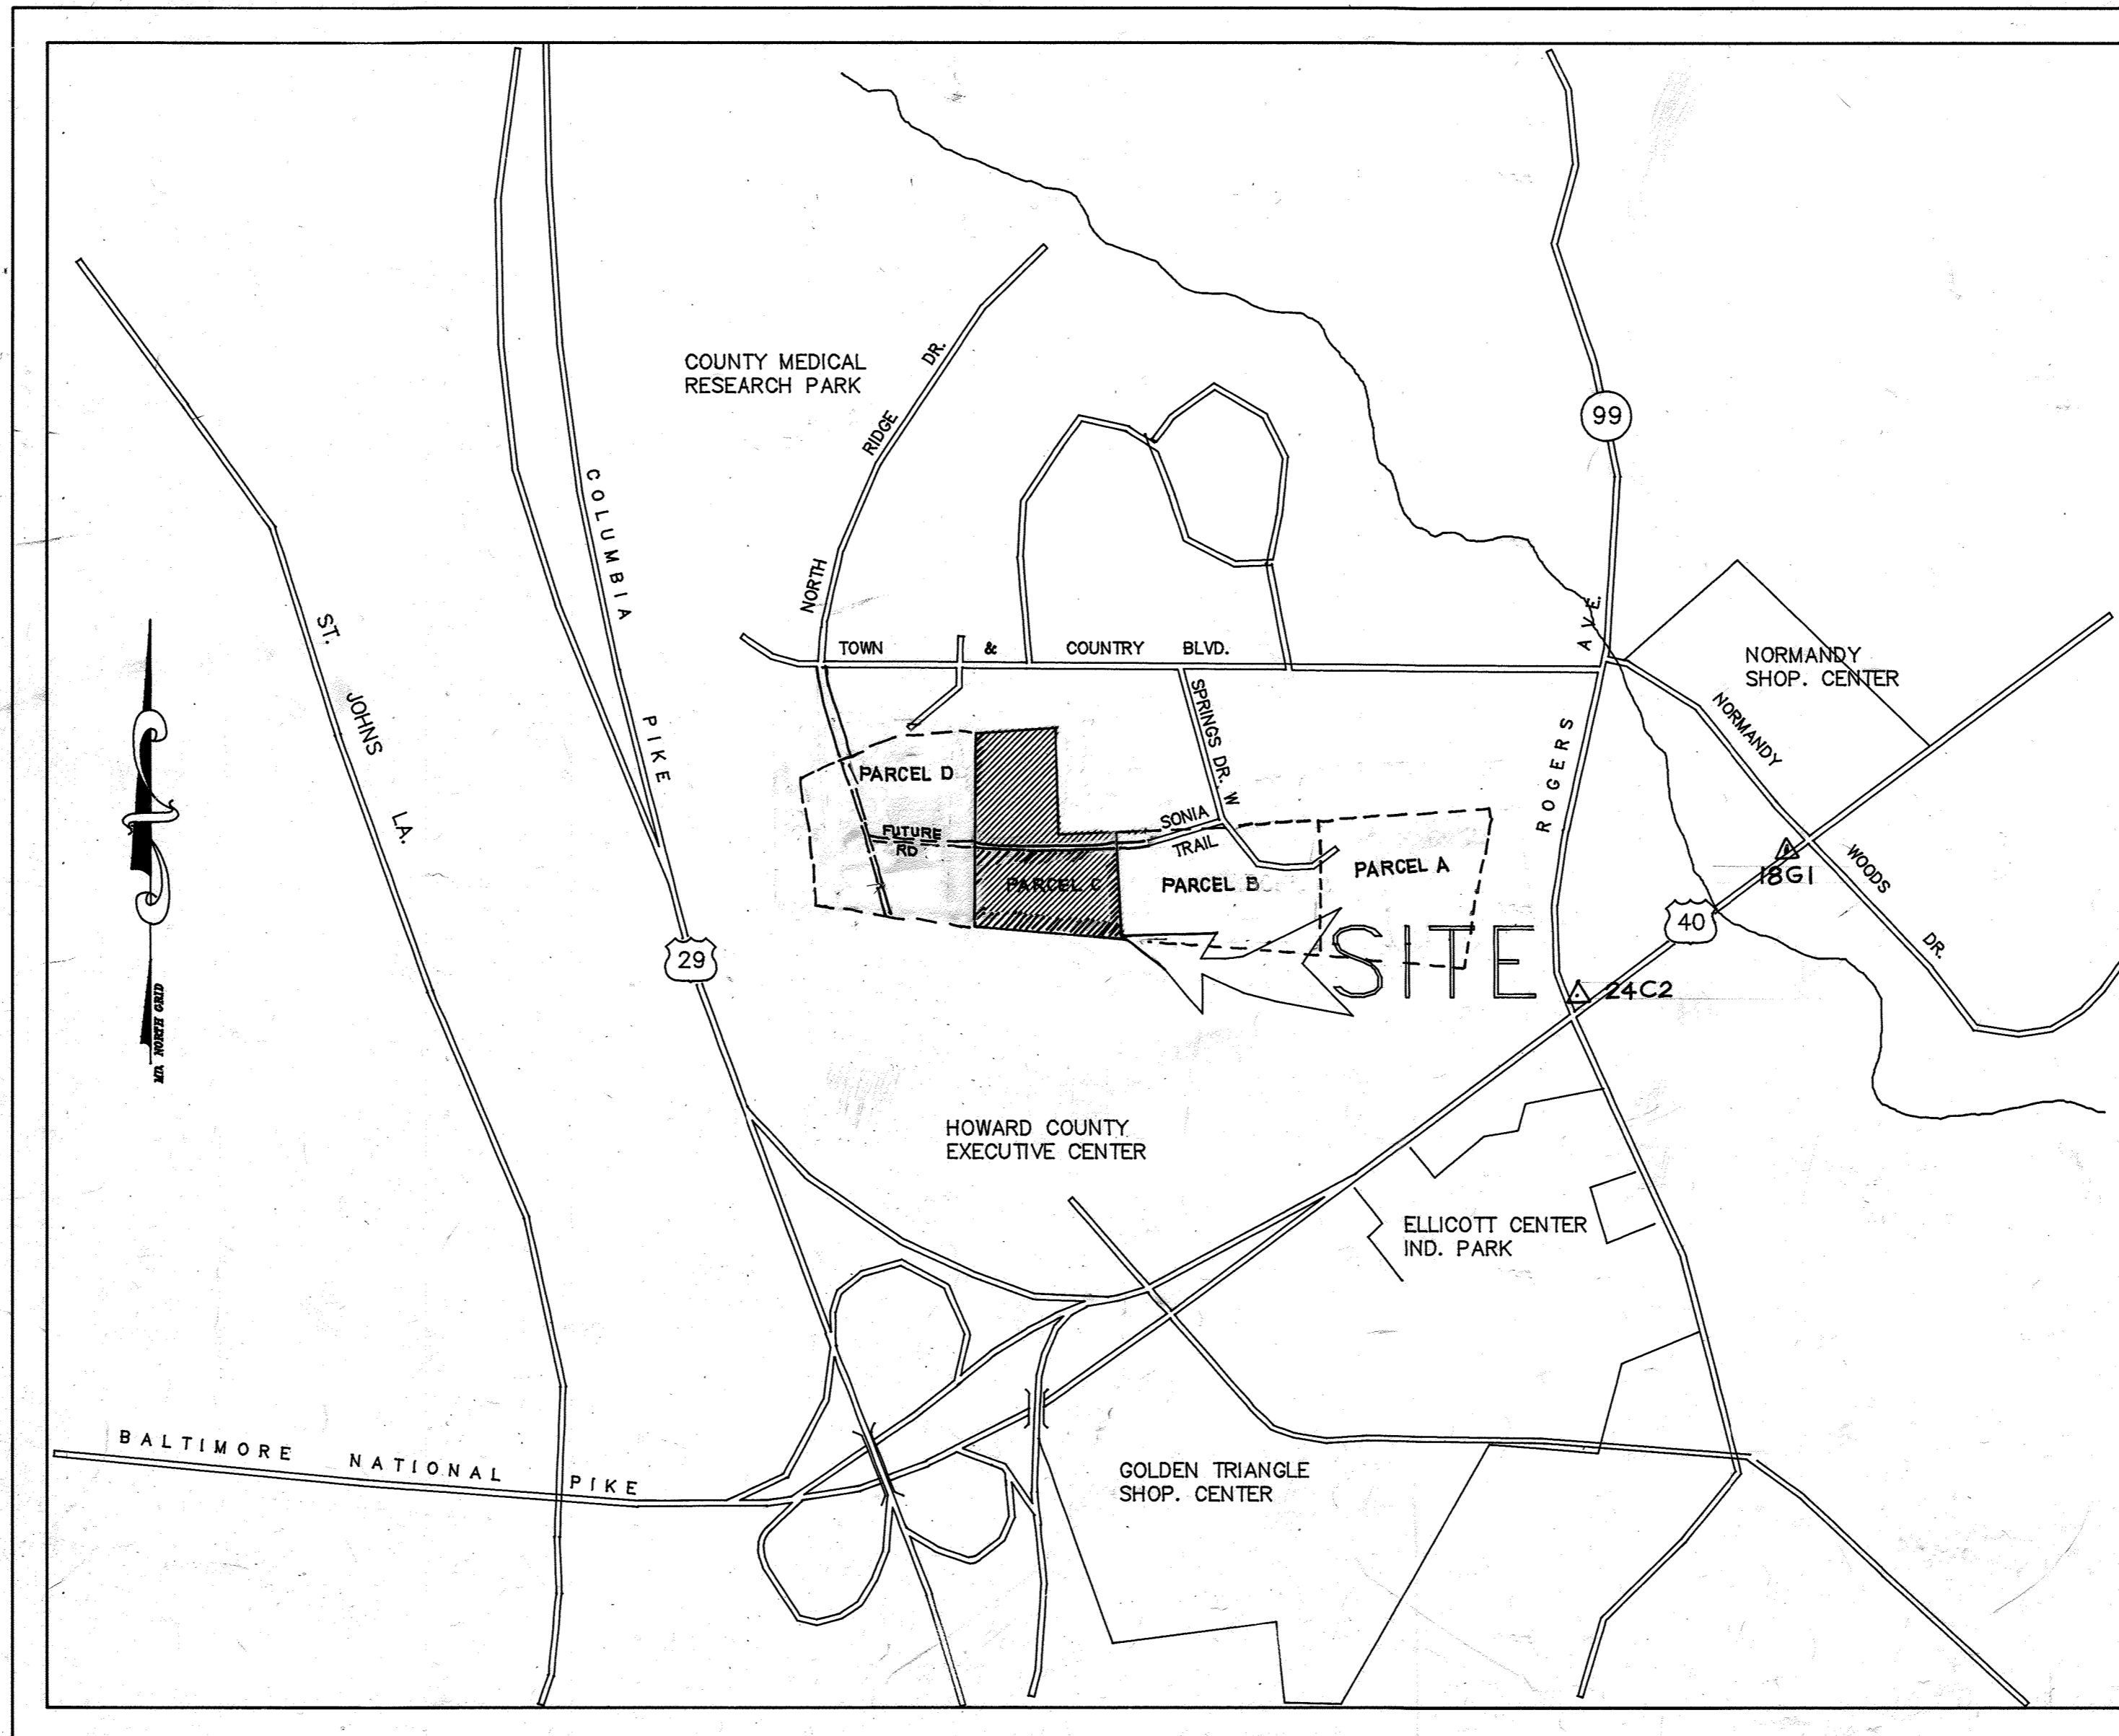 COUNTY MEDICAL
RESEARCH PARK
NORTH RIDGE DR.
99
COLUMBIA PIKE
ST. JOHNS LA.
TOWN & COUNTRY BLVD.
ROGERS AVE.
NORMANDY
SHOP. CENTER
SPRINGS DR. W
NORMANDY WOODS DR.
PARCEL D
FUTURE
RD
SONIA
TRAIL
PARCEL C
PARCEL B
PARCEL A
18G1
40
SITE
29
24C2
MD. NORTH GRID
HOWARD COUNTY
EXECUTIVE CENTER
ELLICOTT CENTER
IND. PARK
BALTIMORE NATIONAL PIKE
GOLDEN TRIANGLE
SHOP. CENTER